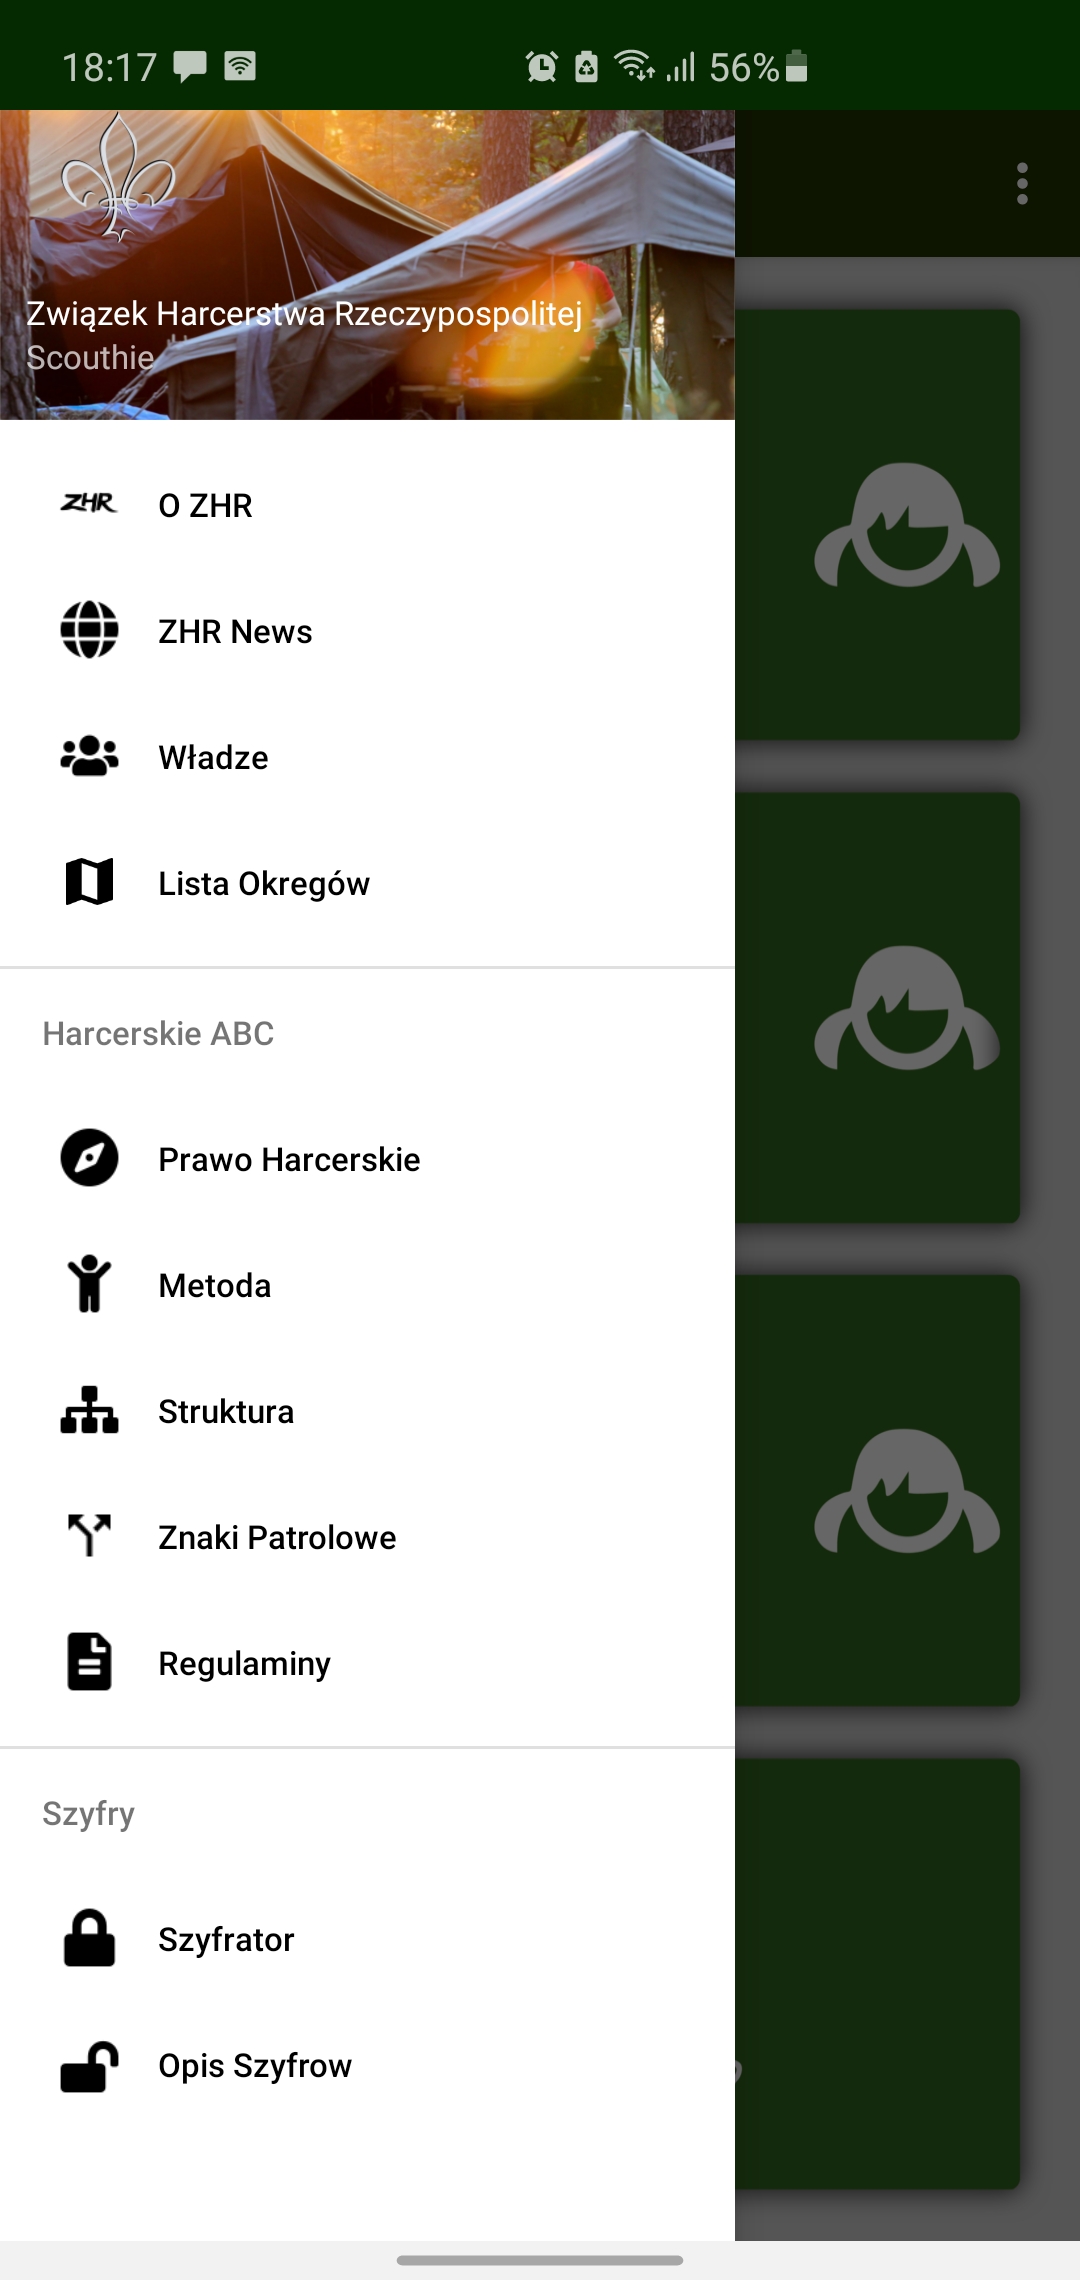 18:17 56%
Związek Harcerstwa Rzeczypospolitej
Scouthie
ZHR O ZHR
ZHR News
Władze
Lista Okregów
Harcerskie ABC
Prawo Harcerskie
Metoda
Struktura
Znaki Patrolowe
Regulaminy
Szyfry
Szyfrator
Opis Szyfrow